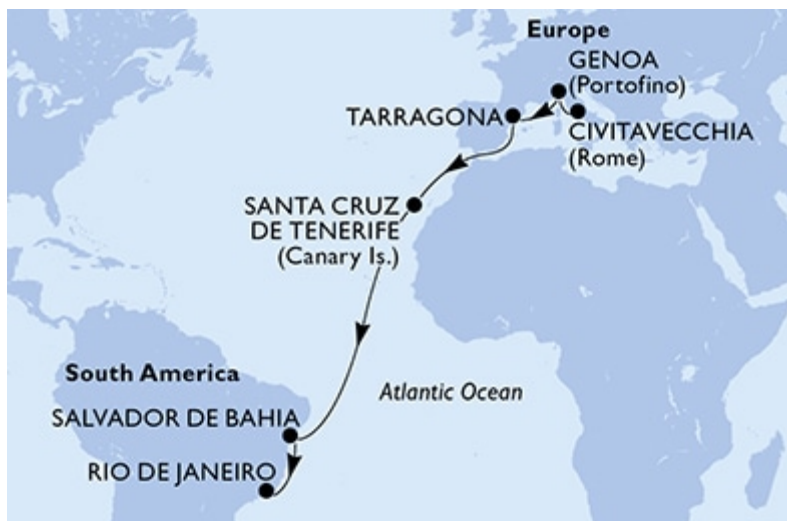 Europe
GENOA
(Portofino)
TARRAGONA
CIVITAVECCHIA
(Rome)
SANTA CRUZ
DE TENERIFE
(Canary Is.)
South America
Atlantic Ocean
SALVADOR DE BAHIA
RIO DE JANEIRO